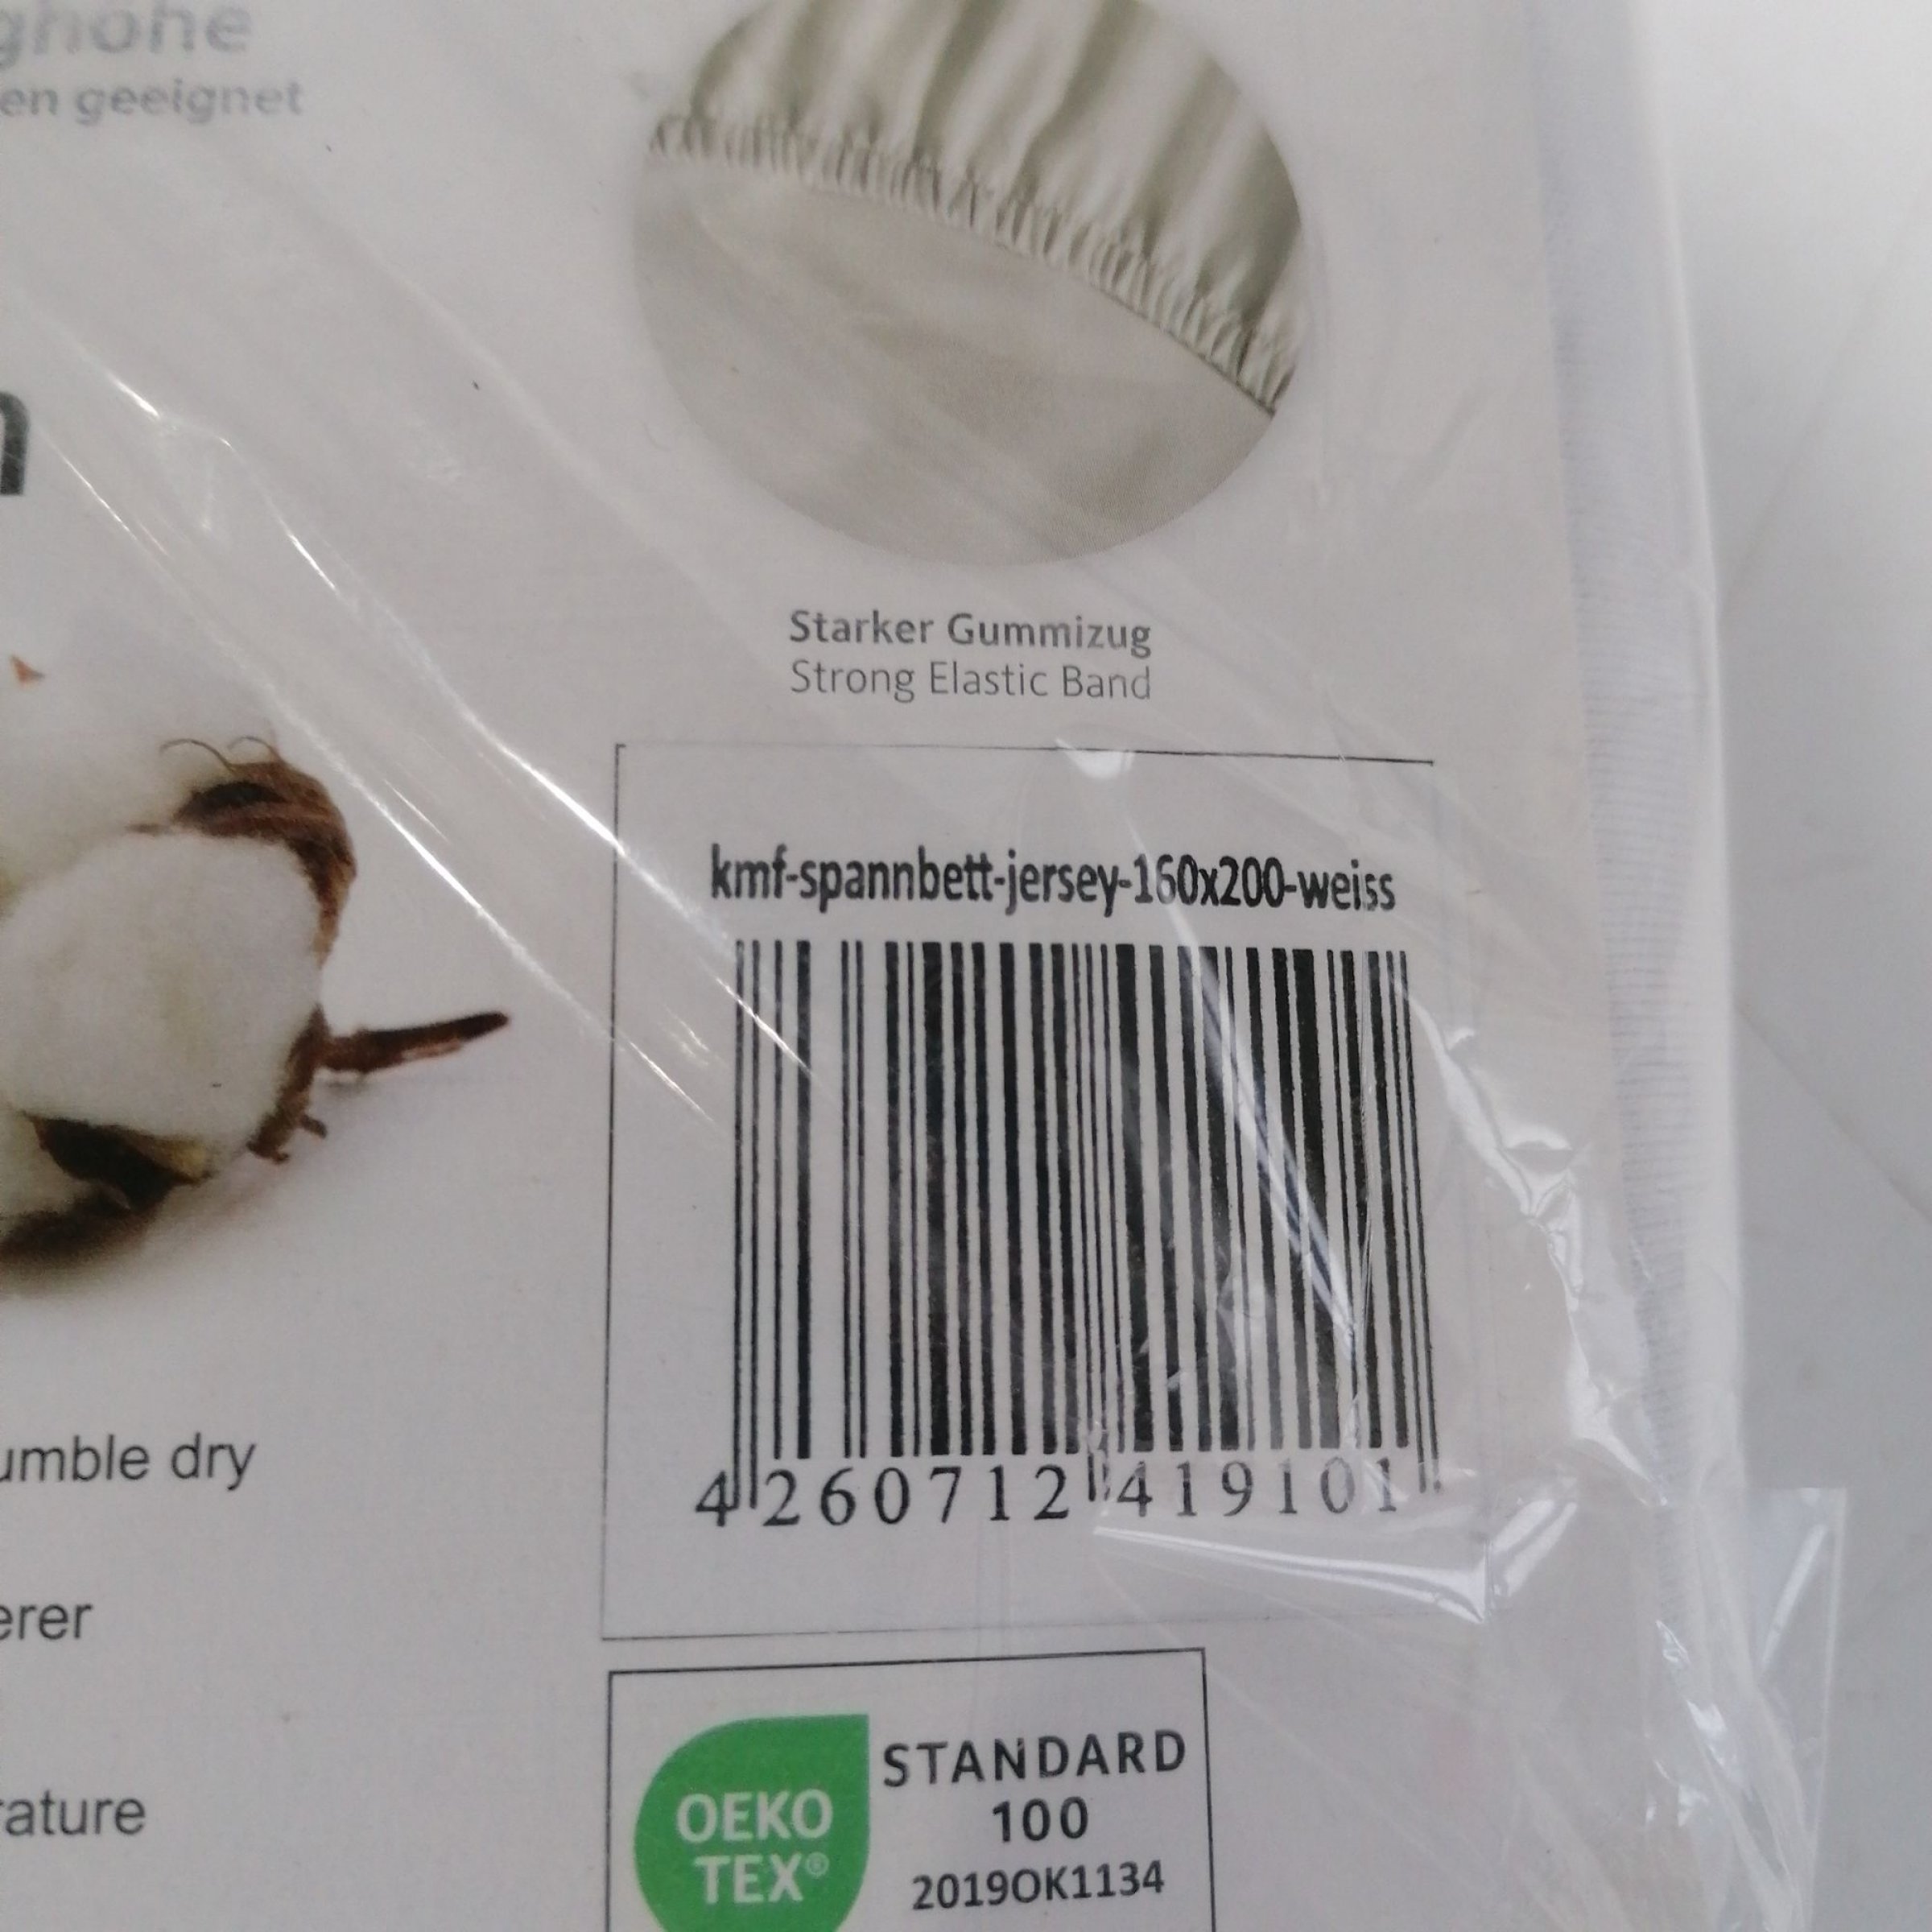 en geeignet
Starker Gummizug
Strong Elastic Band
kmf-spannbett-jersey-160x200-weiss
4 260712 419101
umble dry
erer
rature
OEKO
TEX®
STANDARD
100
2019OK1134